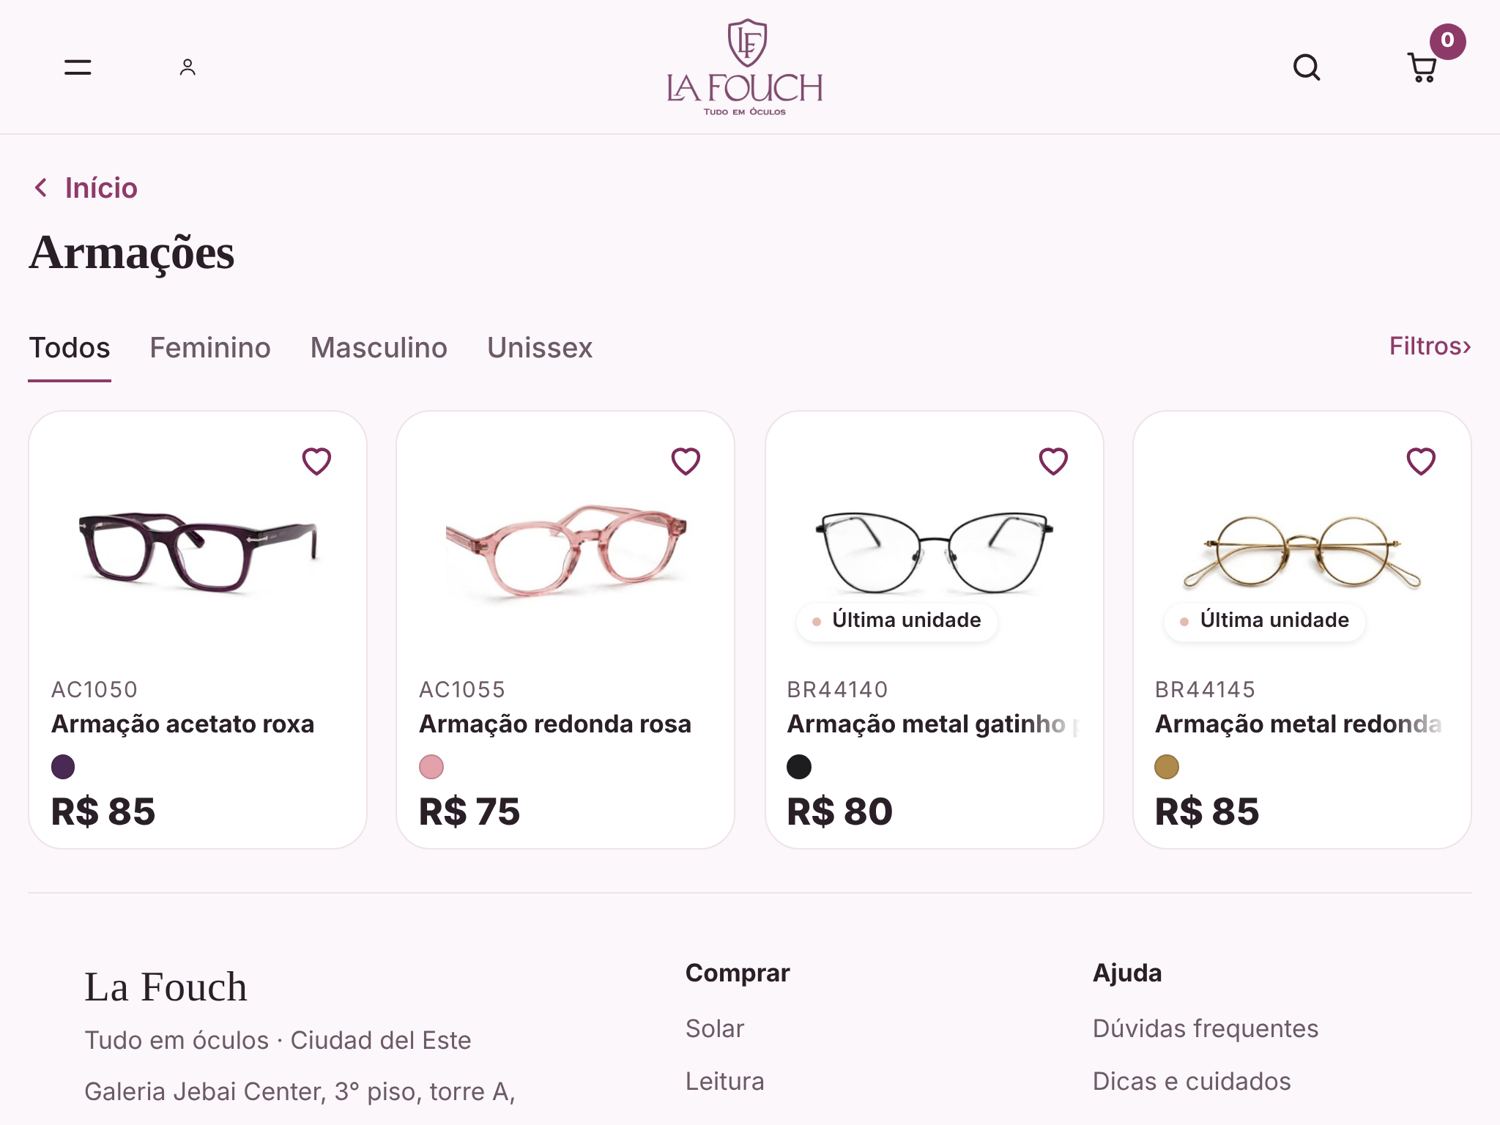 LF
LA FOUCH
TUDO EM ÓCULOS
0
Início
Armações
Todos Feminino Masculino Unissex Filtros›
Última unidade Última unidade
AC1050 AC1055 BR44140 BR44145
Armação acetato roxa Armação redonda rosa Armação metal gatinho Armação metal redonda
R$ 85 R$ 75 R$ 80 R$ 85
La Fouch Comprar Ajuda
Tudo em óculos · Ciudad del Este Solar Dúvidas frequentes
Galeria Jebai Center, 3° piso, torre A, Leitura Dicas e cuidados